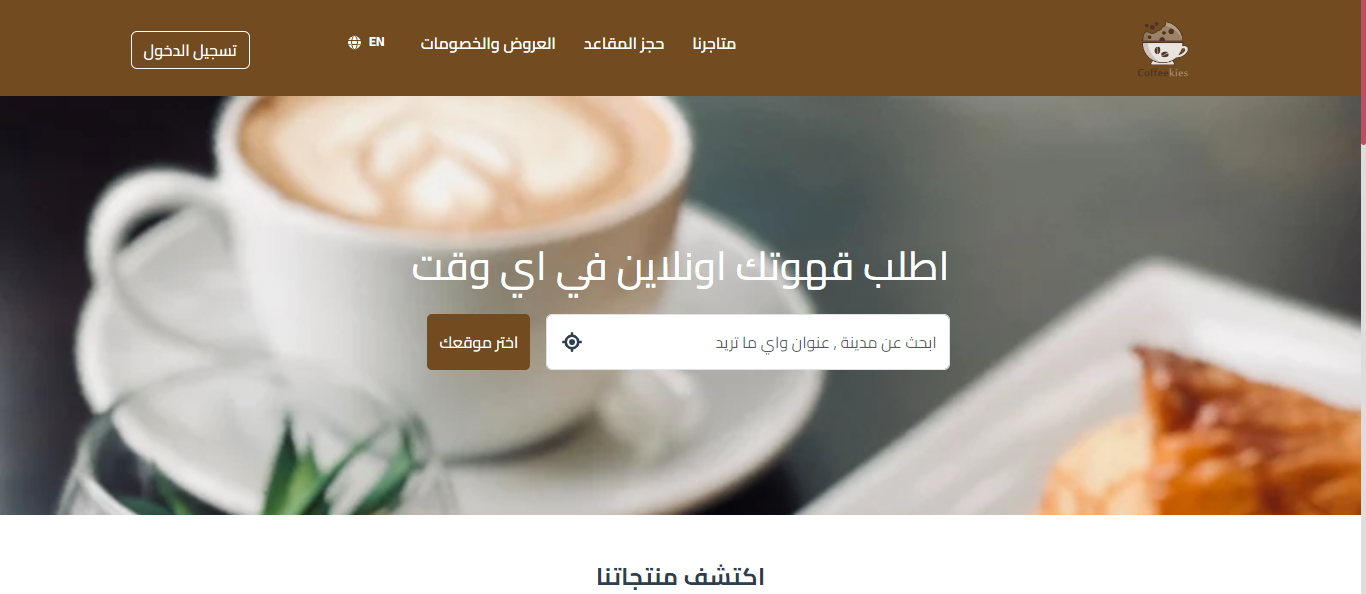 Coffeekies
متاجرنا
حجز المقاعد
العروض والخصومات
EN
تسجيل الدخول
اطلب قهوتك اونلاين في اي وقت
ابحث عن مدينة , عنوان واي ما تريد
اختر موقعك
اكتشف منتجاتنا